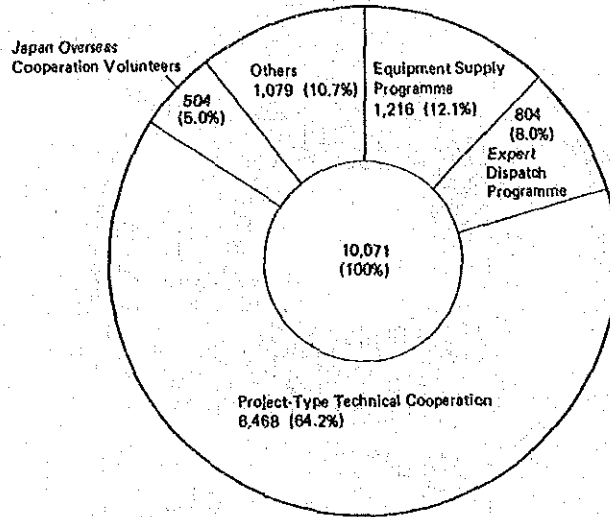 Japan Overseas
Cooperation Volunteers
504
(5.0%)
Others
1,079 (10.7%)
Equipment Supply
Programme
1,216 (12.1%)
804
(8.0%)
Expert
Dispatch
Programme
10,071
(100%)
Project-Type Technical Cooperation
6,468 (64.2%)